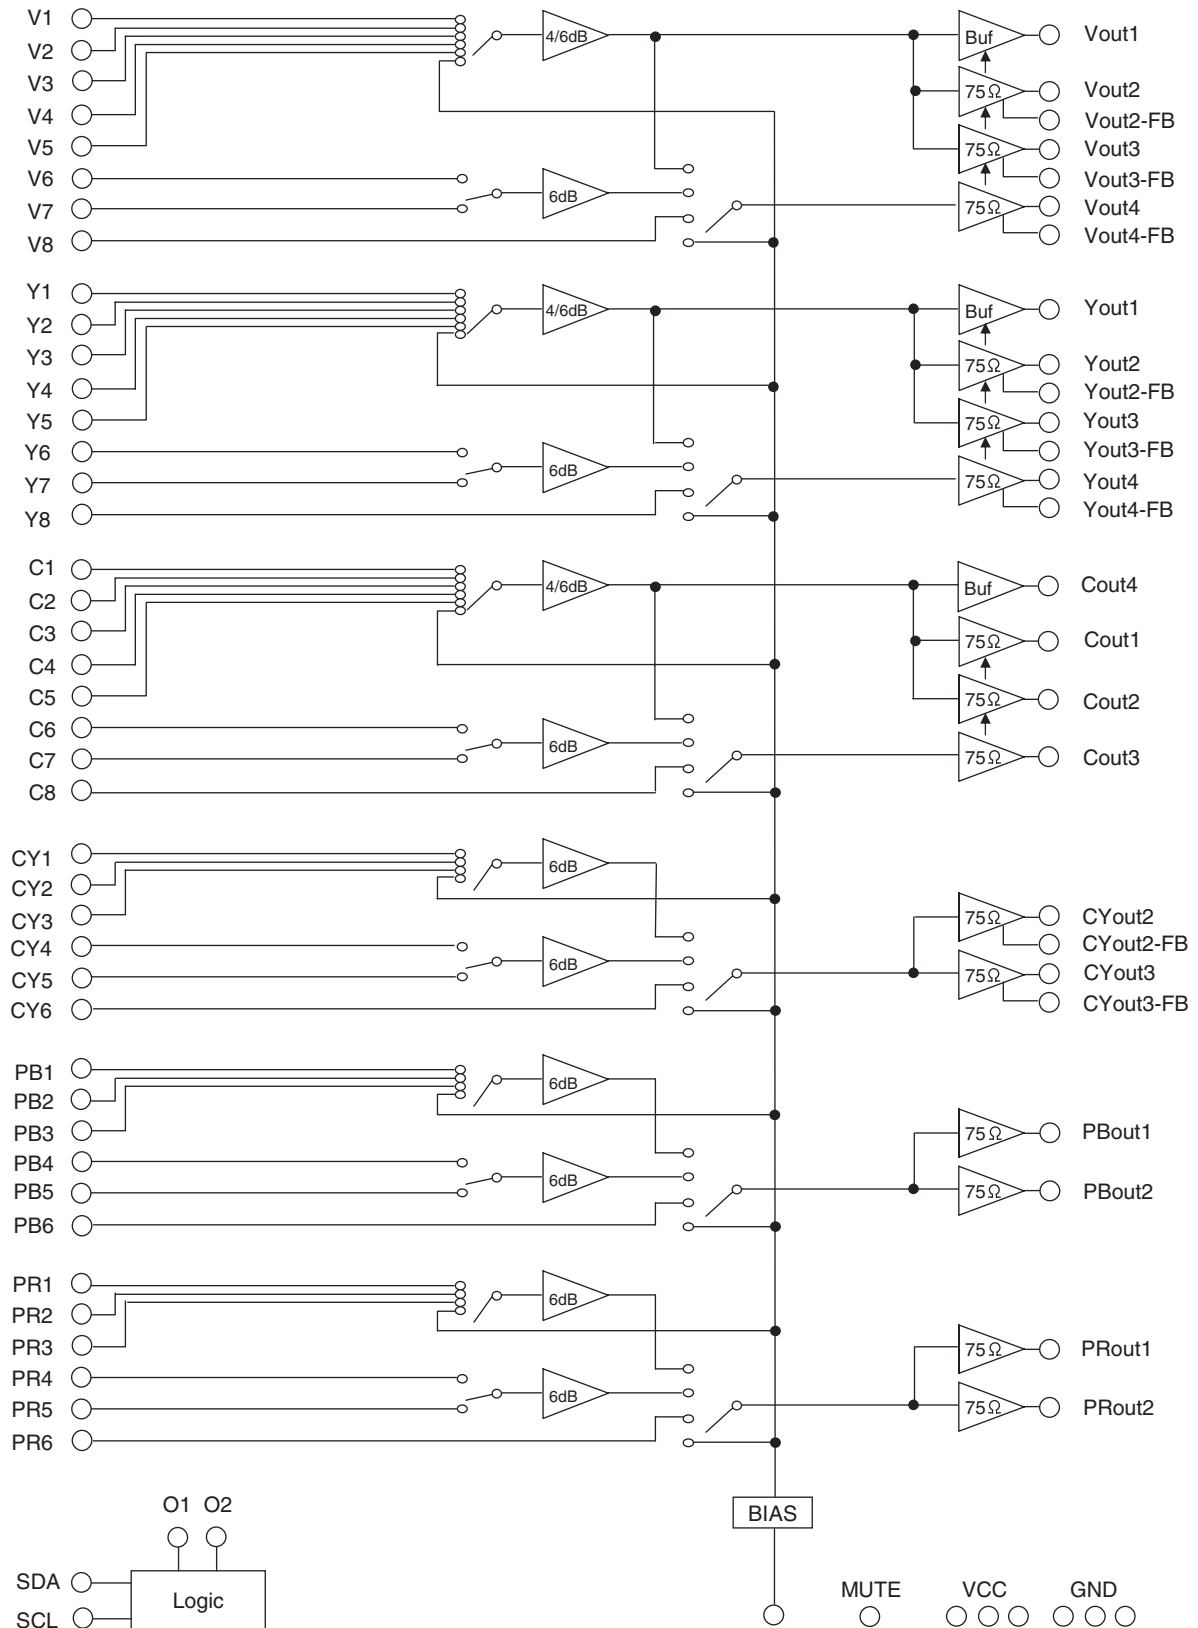 V1
4/6dB
Buf
Vout1
V2
V3
75Ω
Vout2
V4
Vout2-FB
V5
75Ω
Vout3
V6
Vout3-FB
6dB
V7
75Ω
Vout4
V8
Vout4-FB
Y1
4/6dB
Buf
Yout1
Y2
Y3
75Ω
Yout2
Y4
Yout2-FB
Y5
75Ω
Yout3
Y6
Yout3-FB
6dB
Y7
75Ω
Yout4
Y8
Yout4-FB
C1
4/6dB
Buf
Cout4
C2
C3
75Ω
Cout1
C4
C5
75Ω
Cout2
C6
6dB
C7
75Ω
Cout3
C8
CY1
6dB
CY2
CY3
75Ω
CYout2
CY4
CYout2-FB
6dB
CY5
75Ω
CYout3
CY6
CYout3-FB
PB1
6dB
PB2
PB3
75Ω
PBout1
PB4
6dB
PB5
75Ω
PBout2
PB6
PR1
6dB
PR2
PR3
75Ω
PRout1
PR4
6dB
PR5
75Ω
PRout2
PR6
O1 O2
BIAS
SDA
Logic
MUTE
VCC
GND
SCL